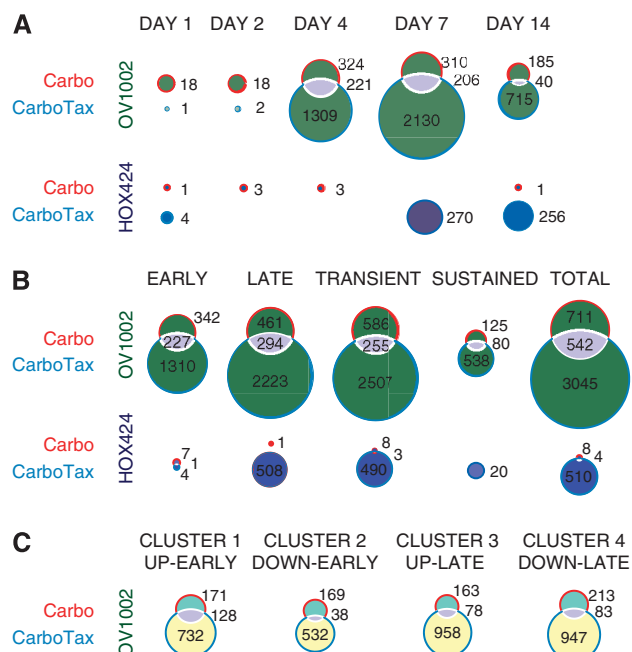 A
DAY 1 DAY 2 DAY 4 DAY 7 DAY 14
Carbo
CarboTax
OV1002
18 18 324 310 185
1 2 221 206 40
1309 2130 715
Carbo
CarboTax
HOX424
1 3 3 1
4 270 256
B
EARLY LATE TRANSIENT SUSTAINED TOTAL
Carbo
CarboTax
OV1002
342 461 586 125 711
227 294 255 80 542
1310 2223 2507 538 3045
Carbo
CarboTax
HOX424
7 1 8 8
1 3 4
4 508 490 20 510
C
CLUSTER 1 CLUSTER 2 CLUSTER 3 CLUSTER 4
UP-EARLY DOWN-EARLY UP-LATE DOWN-LATE
Carbo
CarboTax
OV1002
171 169 163 213
128 38 78 83
732 532 958 947